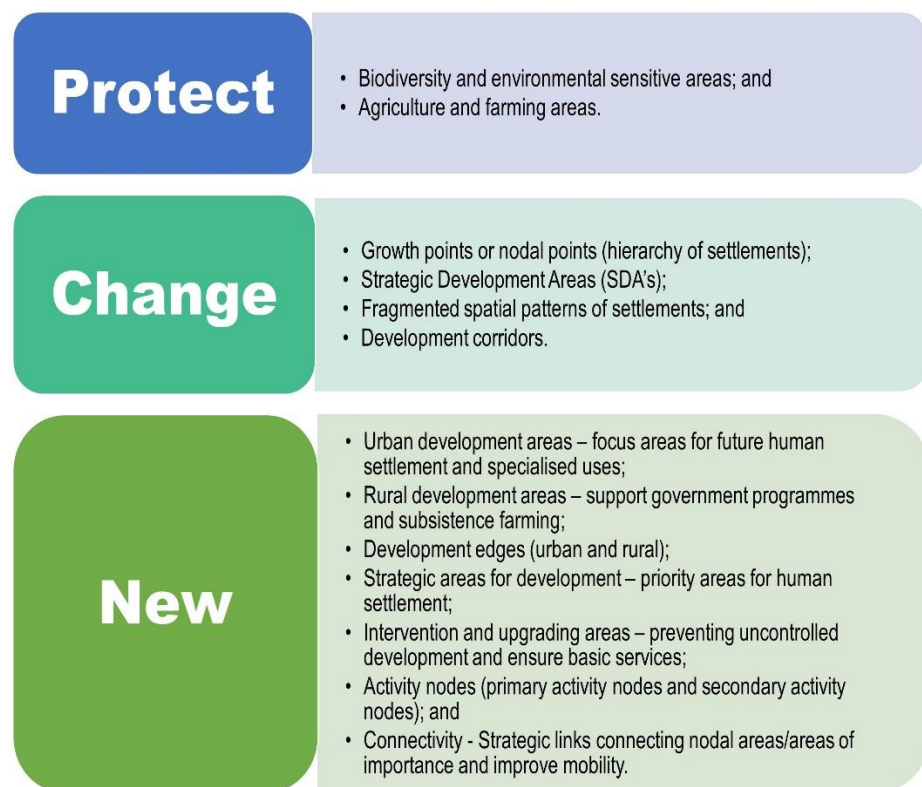 Protect
• Biodiversity and environmental sensitive areas; and
• Agriculture and farming areas.
Change
• Growth points or nodal points (hierarchy of settlements);
• Strategic Development Areas (SDA’s);
• Fragmented spatial patterns of settlements; and
• Development corridors.
New
• Urban development areas – focus areas for future human
settlement and specialised uses;
• Rural development areas – support government programmes
and subsistence farming;
• Development edges (urban and rural);
• Strategic areas for development – priority areas for human
settlement;
• Intervention and upgrading areas – preventing uncontrolled
development and ensure basic services;
• Activity nodes (primary activity nodes and secondary activity
nodes); and
• Connectivity - Strategic links connecting nodal areas/areas of
importance and improve mobility.